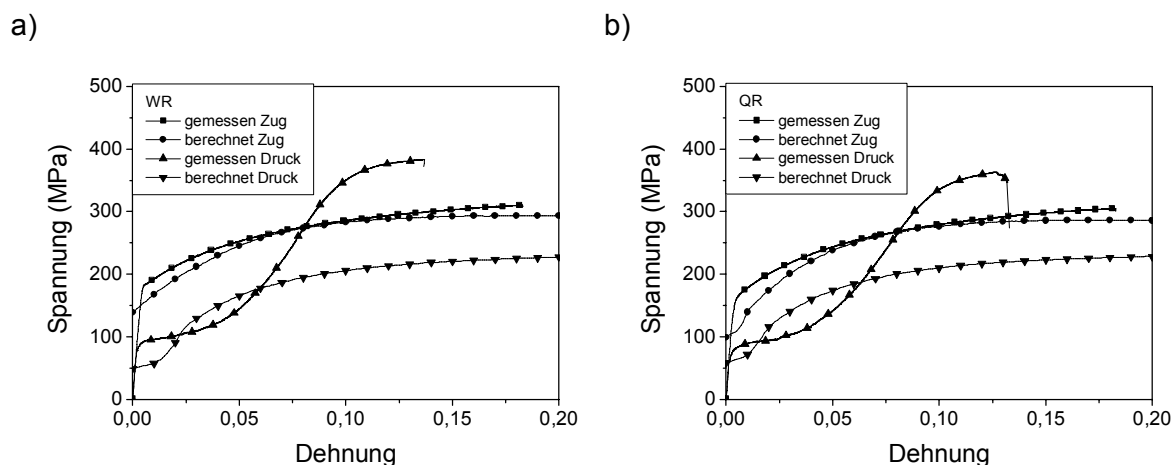 a)
500
400
300
200
100
0
Spannung (MPa)
WR
gemessen Zug
berechnet Zug
gemessen Druck
berechnet Druck
0,00
0,05
0,10
0,15
0,20
Dehnung
b)
500
400
300
200
100
0
Spannung (MPa)
QR
gemessen Zug
berechnet Zug
gemessen Druck
berechnet Druck
0,00
0,05
0,10
0,15
0,20
Dehnung